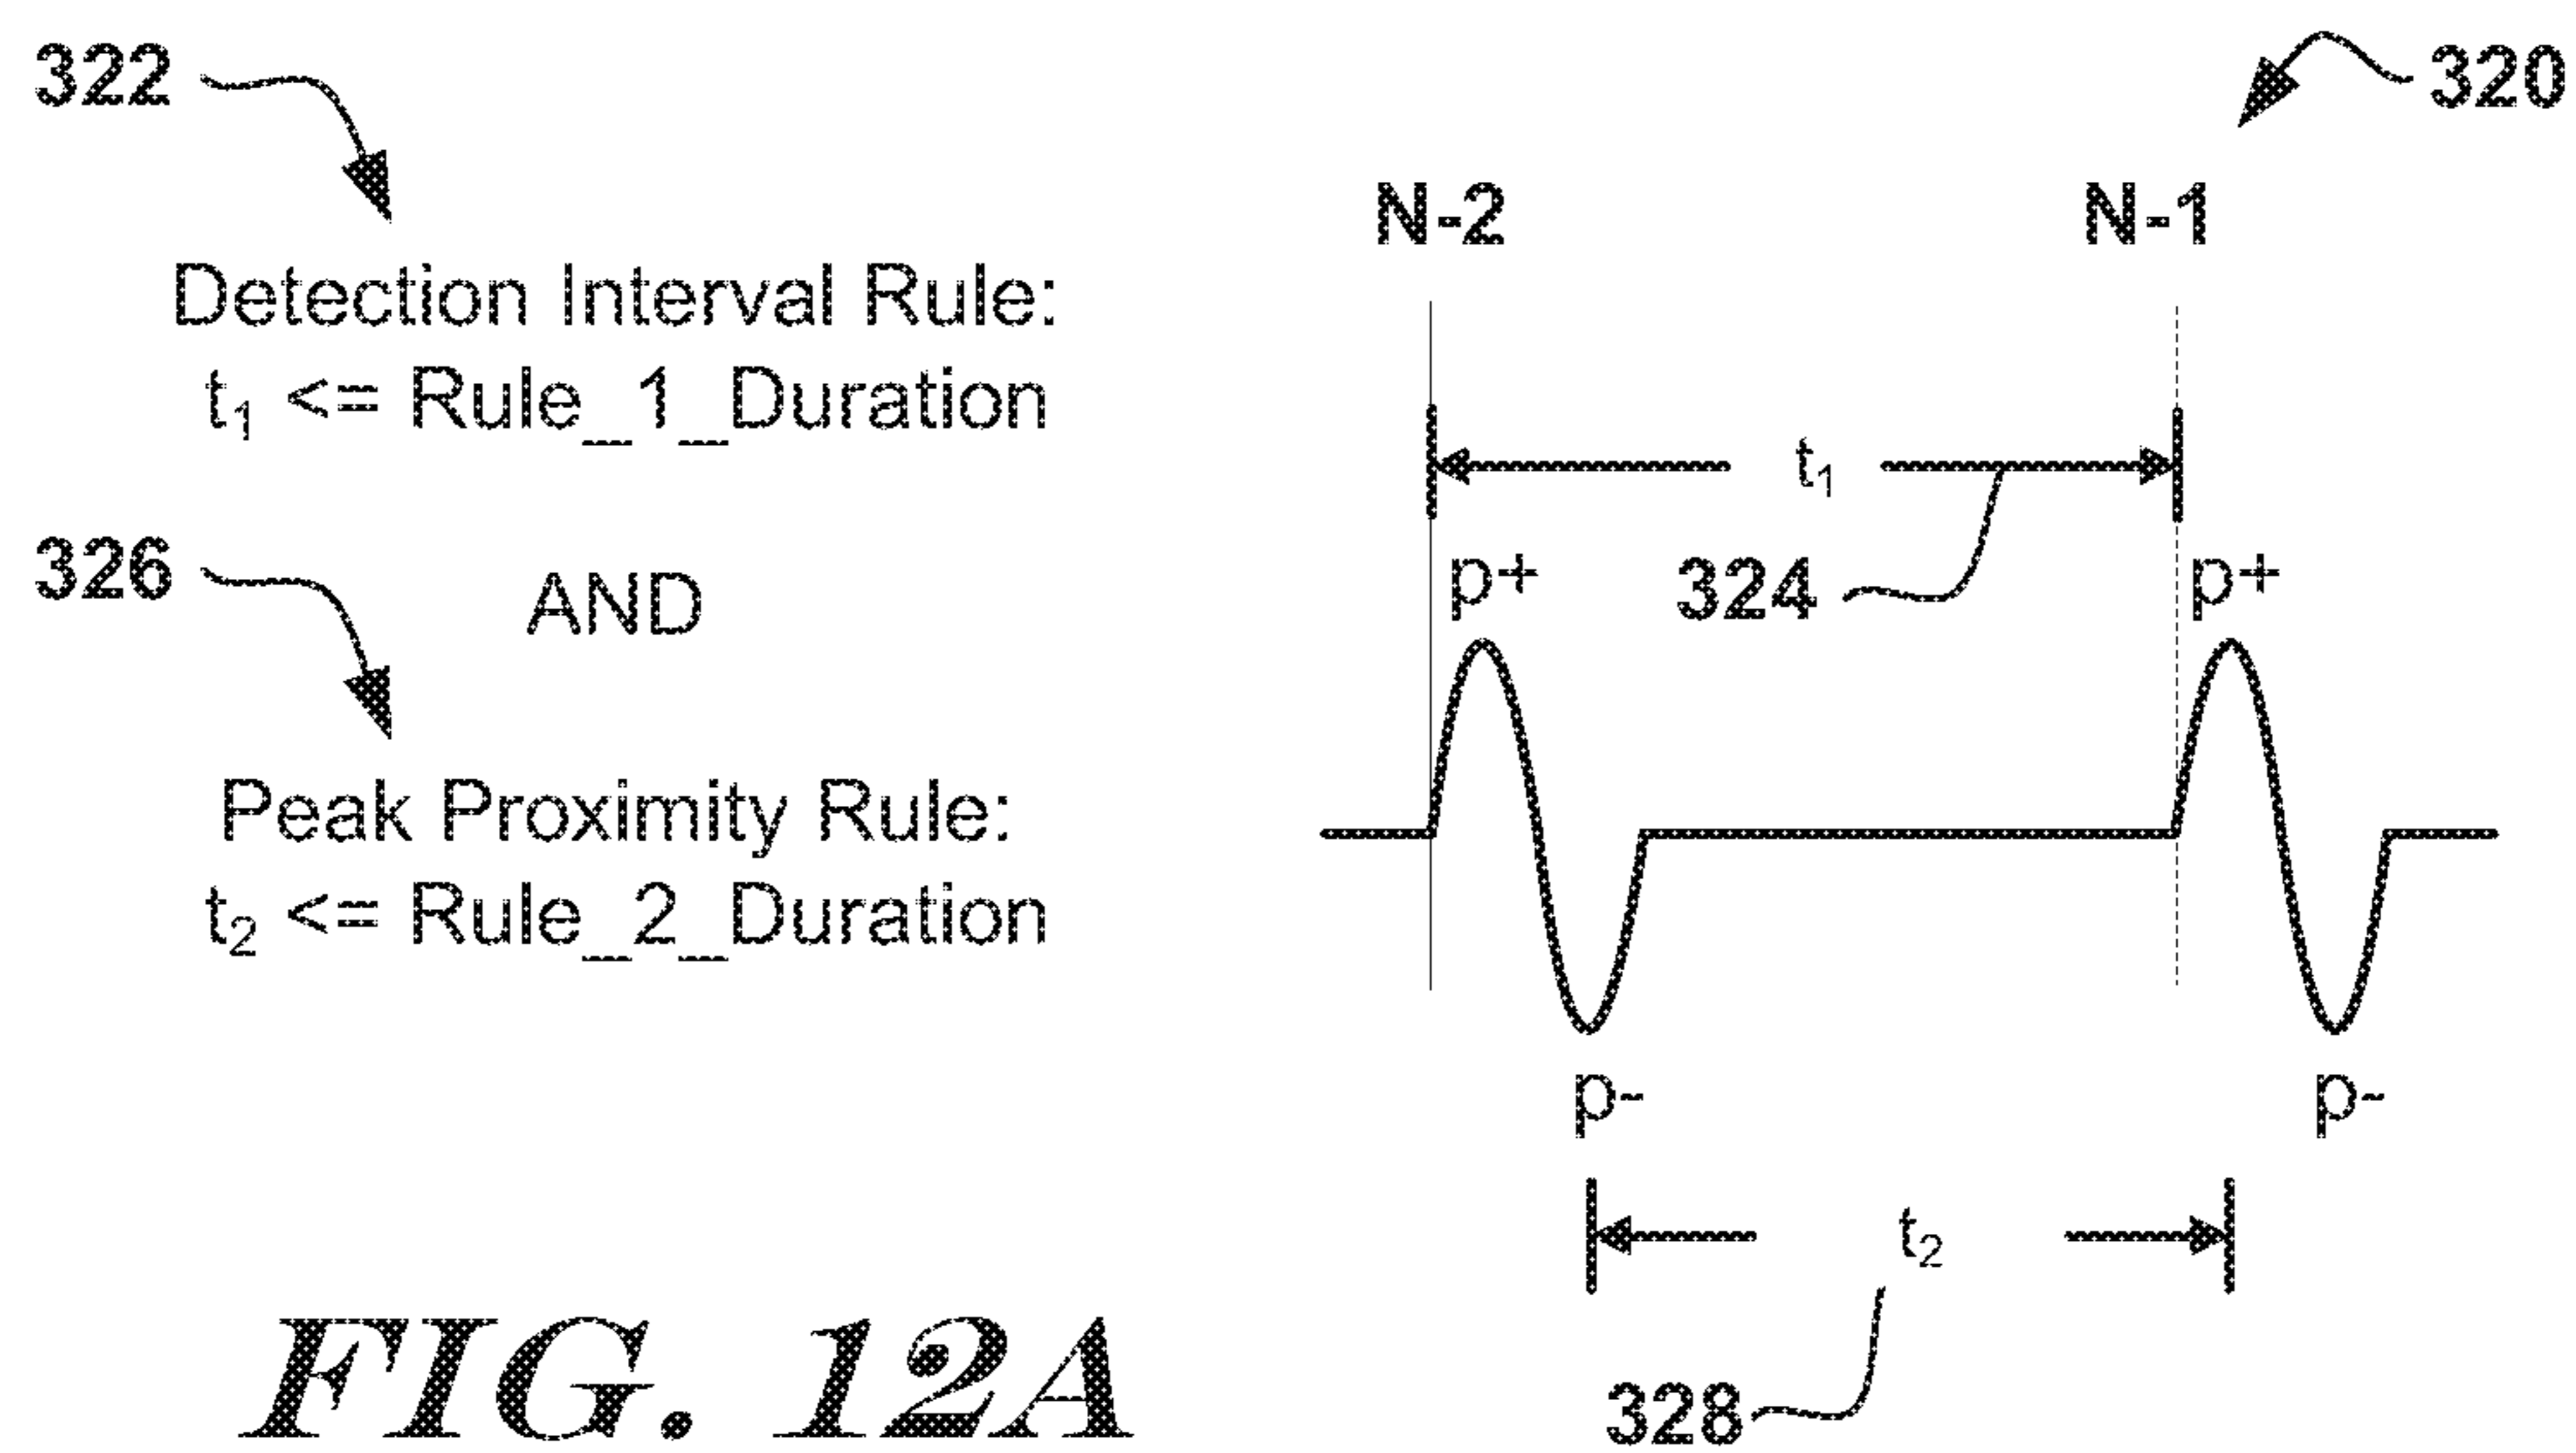 322
Detection Interval Rule:
t₁ <= Rule_1_Duration
326
AND
Peak Proximity Rule:
t₂ <= Rule_2_Duration
320
N-2
N-1
t₁
324
p+
p+
p-
p-
t₂
328
FIG. 12A